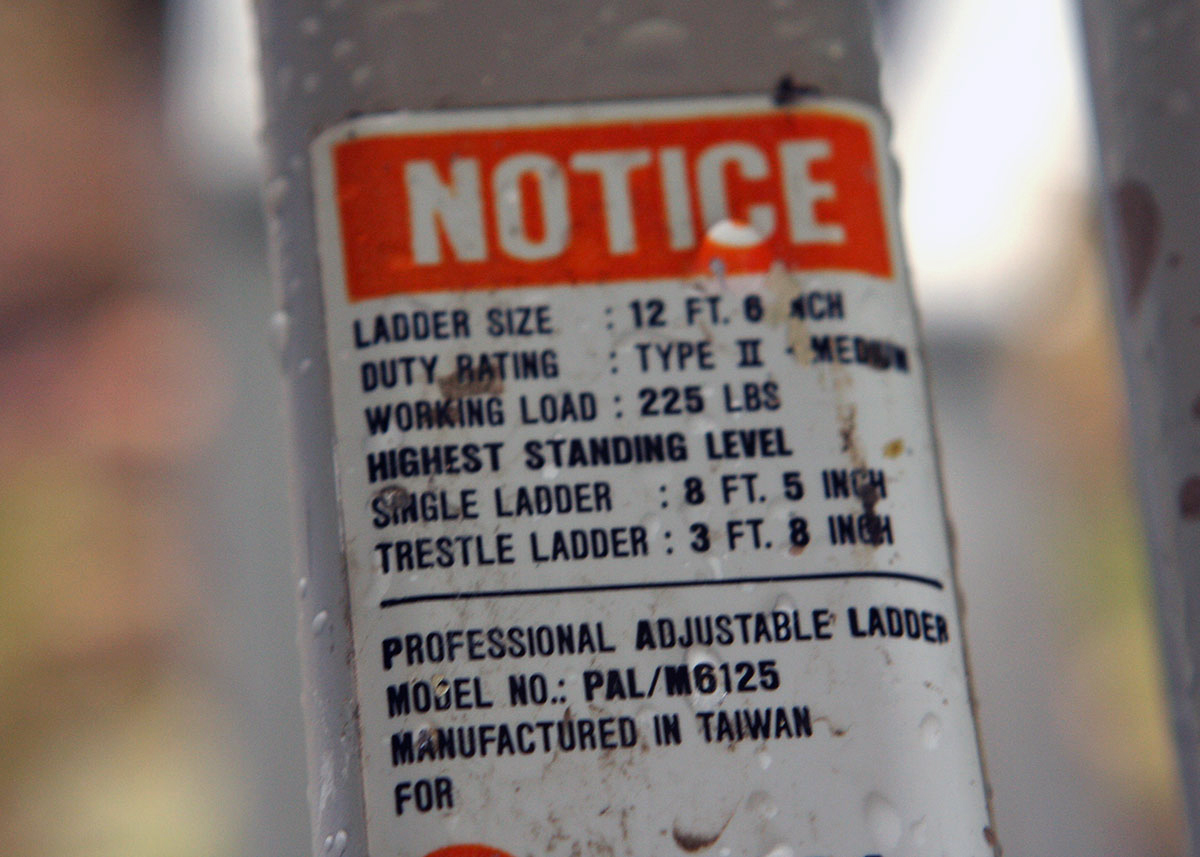 NOTICE
LADDER SIZE : 12 FT. 6 INCH
DUTY RATING : TYPE II - MEDIUM
WORKING LOAD : 225 LBS
HIGHEST STANDING LEVEL
SINGLE LADDER : 8 FT. 5 INCH
TRESTLE LADDER : 3 FT. 8 INCH
PROFESSIONAL ADJUSTABLE LADDER
MODEL NO.: PAL/M6125
MANUFACTURED IN TAIWAN
FOR